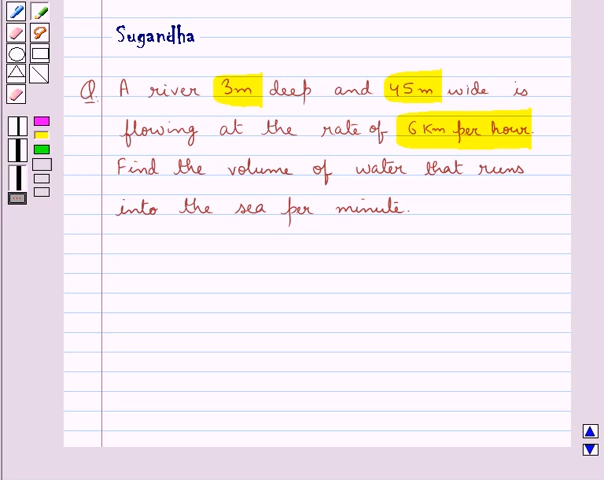 Sugandha
Q. A river 3m deep and 45m wide is
flowing at the rate of 6 Km per hour.
Find the volume of water that runs
into the sea per minute.